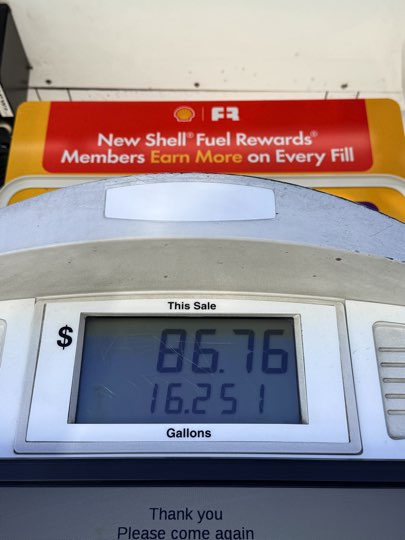 FR
New Shell® Fuel Rewards®
Members Earn More on Every Fill
This Sale
$ 86.76
16.251
Gallons
Thank you
Please come again